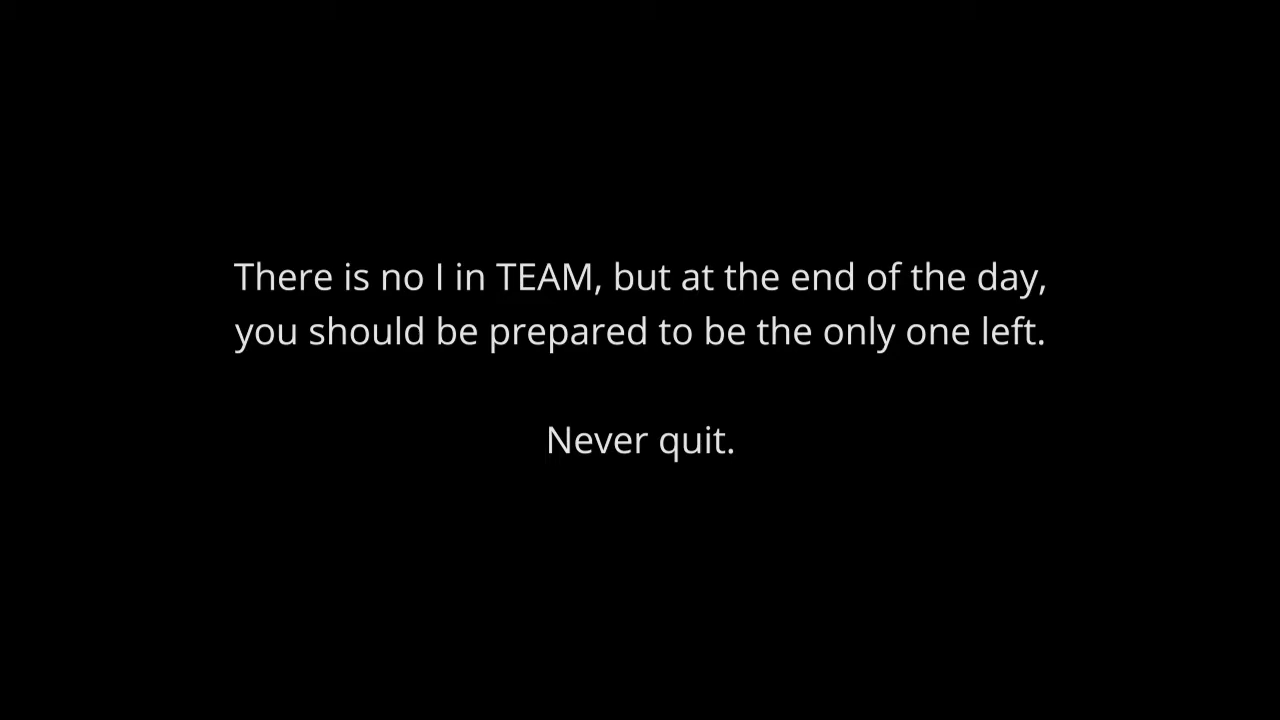 There is no I in TEAM, but at the end of the day,
you should be prepared to be the only one left.
Never quit.